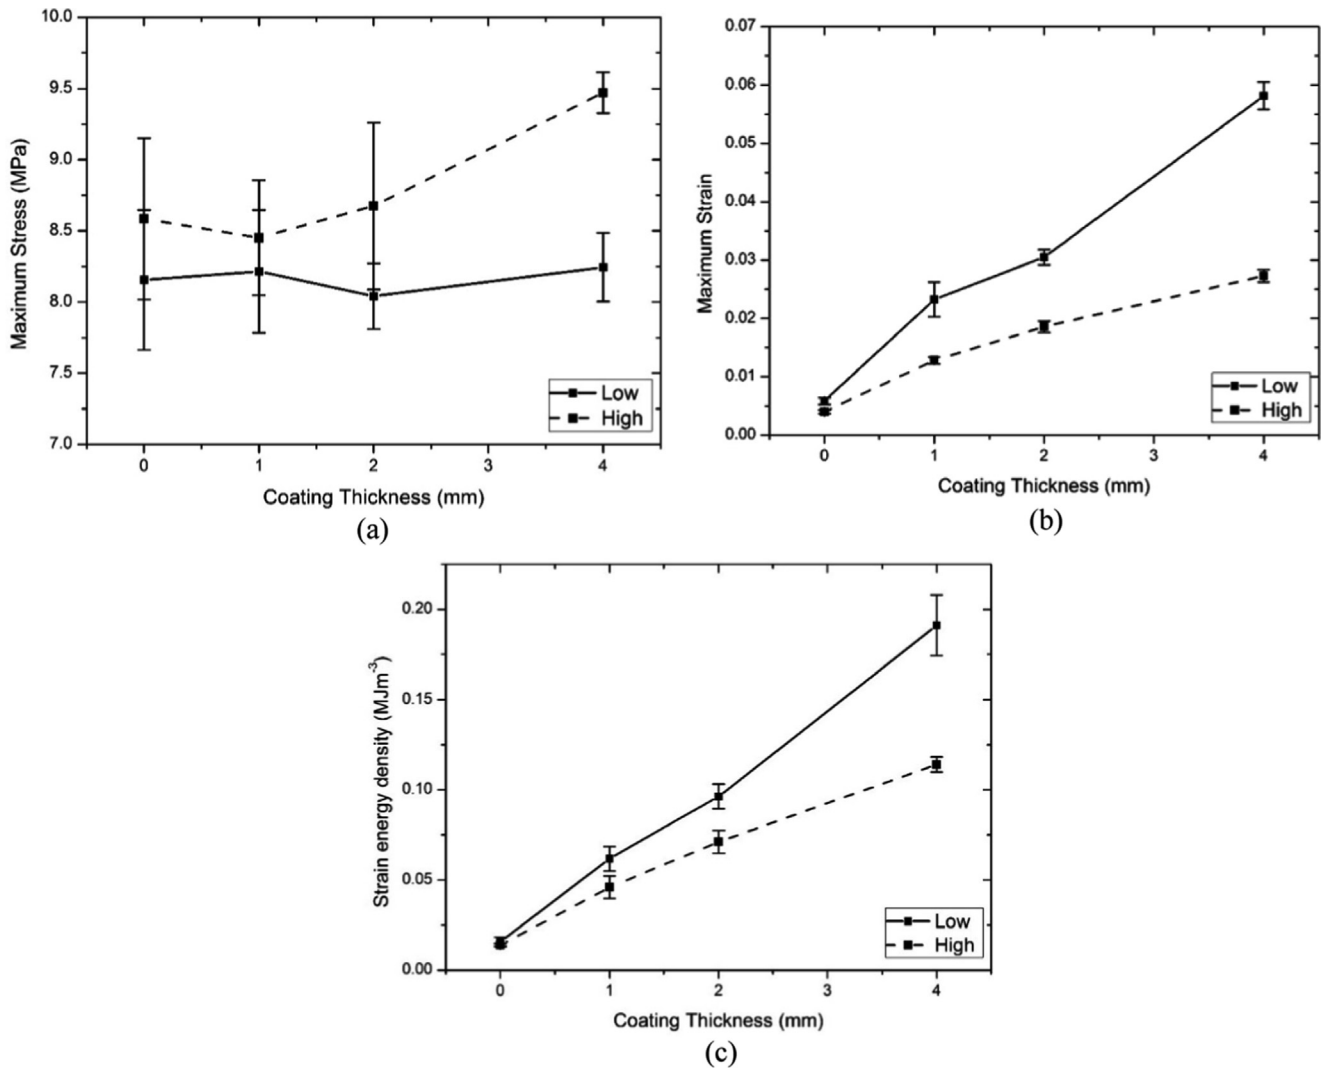 10.0
9.5
9.0
8.5
8.0
7.5
7.0
Maximum Stress (MPa)
0 1 2 3 4
Coating Thickness (mm)
Low
High
(a)
0.07
0.06
0.05
0.04
0.03
0.02
0.01
0.00
Maximum Strain
0 1 2 3 4
Coating Thickness (mm)
Low
High
(b)
0.20
0.15
0.10
0.05
0.00
Strain energy density (MJm⁻³)
0 1 2 3 4
Coating Thickness (mm)
Low
High
(c)